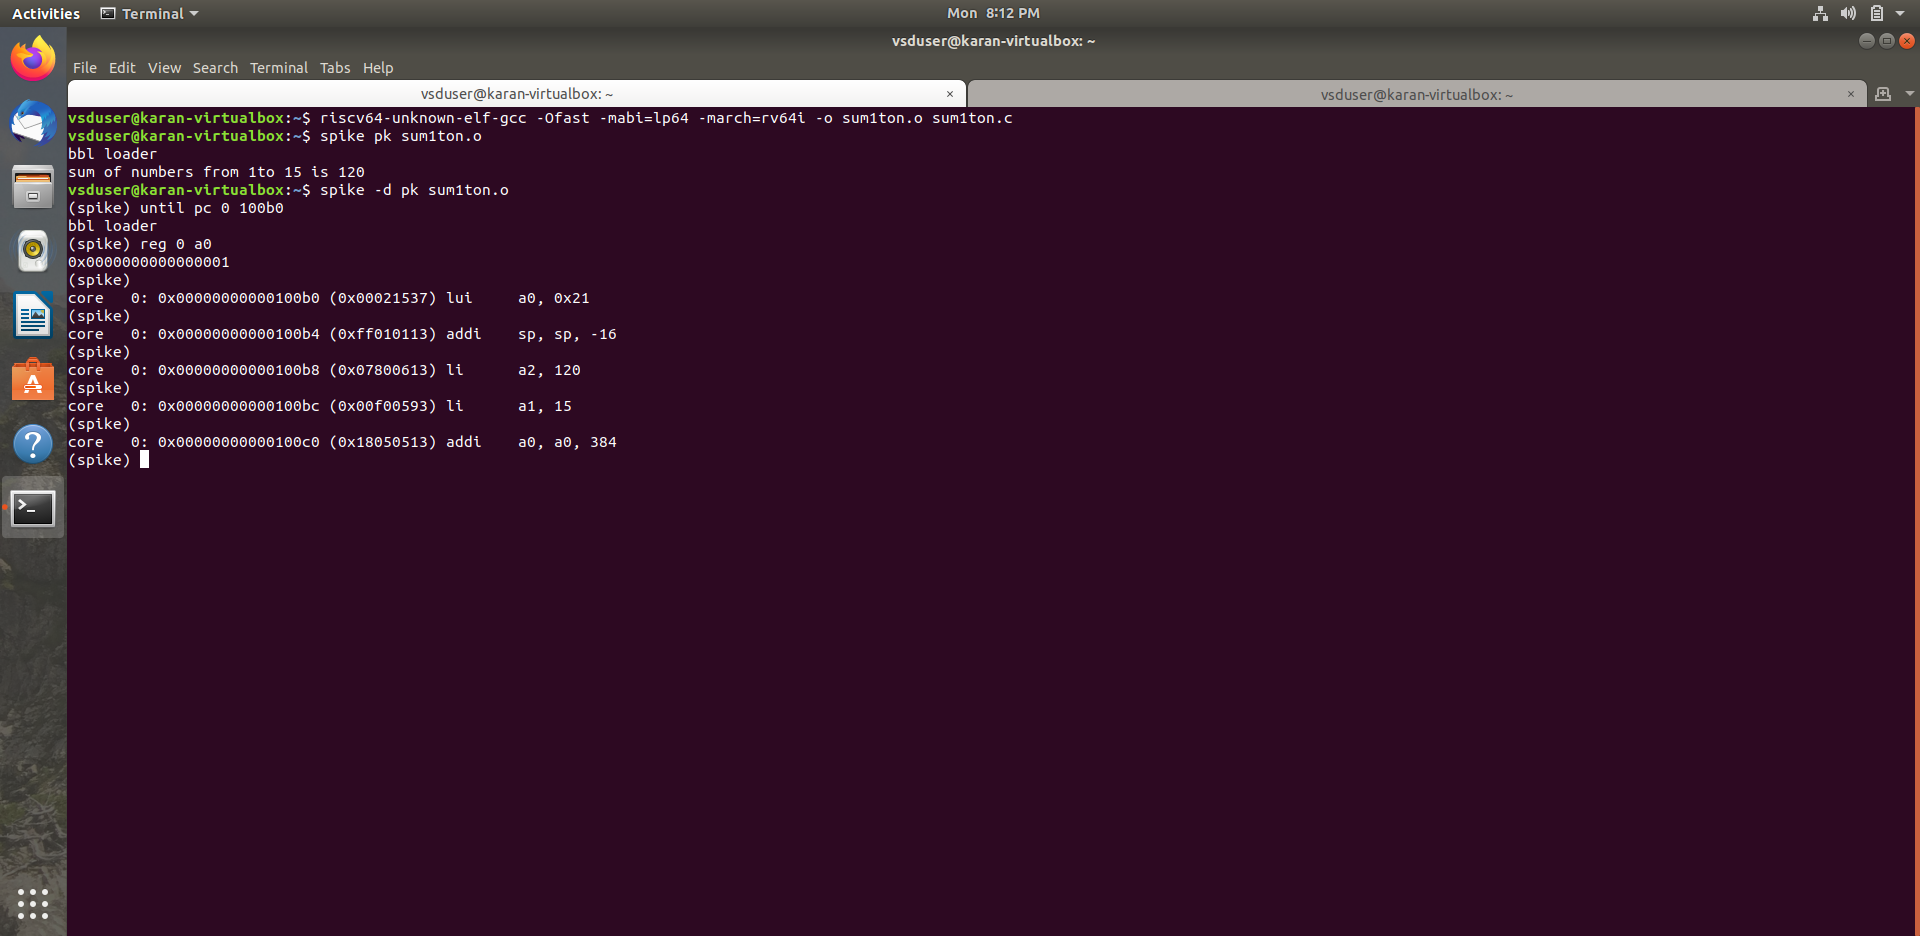 Activities Terminal Mon 8:12 PM
vsduser@karan-virtualbox: ~
File Edit View Search Terminal Tabs Help
vsduser@karan-virtualbox: ~ × vsduser@karan-virtualbox: ~ ×
vsduser@karan-virtualbox:~$ riscv64-unknown-elf-gcc -Ofast -mabi=lp64 -march=rv64i -o sum1ton.o sum1ton.c
vsduser@karan-virtualbox:~$ spike pk sum1ton.o
bbl loader
sum of numbers from 1to 15 is 120
vsduser@karan-virtualbox:~$ spike -d pk sum1ton.o
(spike) until pc 0 100b0
bbl loader
(spike) reg 0 a0
0x0000000000000001
(spike)
core   0: 0x00000000000100b0 (0x00021537) lui     a0, 0x21
(spike)
core   0: 0x00000000000100b4 (0xff010113) addi    sp, sp, -16
(spike)
core   0: 0x00000000000100b8 (0x07800613) li      a2, 120
(spike)
core   0: 0x00000000000100bc (0x00f00593) li      a1, 15
(spike)
core   0: 0x00000000000100c0 (0x18050513) addi    a0, a0, 384
(spike)